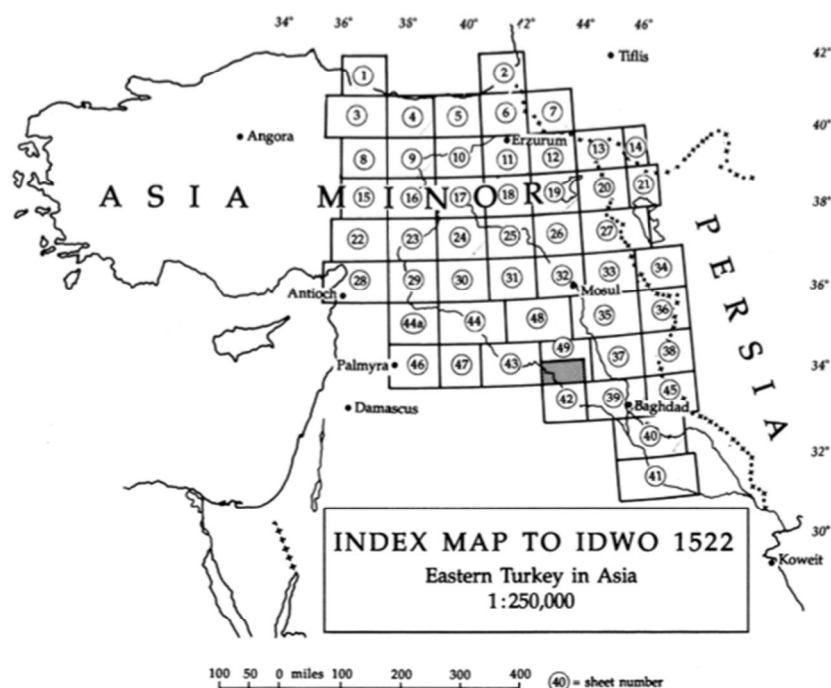 34° 36° 38° 40° 42° 44° 46°
42°
Tiflis
1 2
3 4 5 6 7
40°
Angora
Erzurum
8 9 10 11 12 13 14
ASIA MINOR
15 16 17 18 19 20 21
38°
22 23 24 25 26 27
PERSIA
28 29 30 31 32 33 34
36°
Antioch
Mosul
44a 44 48 35 36
49
34°
Palmyra
46 47 43 37 38
42 39 45
Damascus
Baghdad
40
32°
41
30°
INDEX MAP TO IDWO 1522
Eastern Turkey in Asia
1:250,000
Koweit
100 50 0 miles 100 200 300 400
40 = sheet number